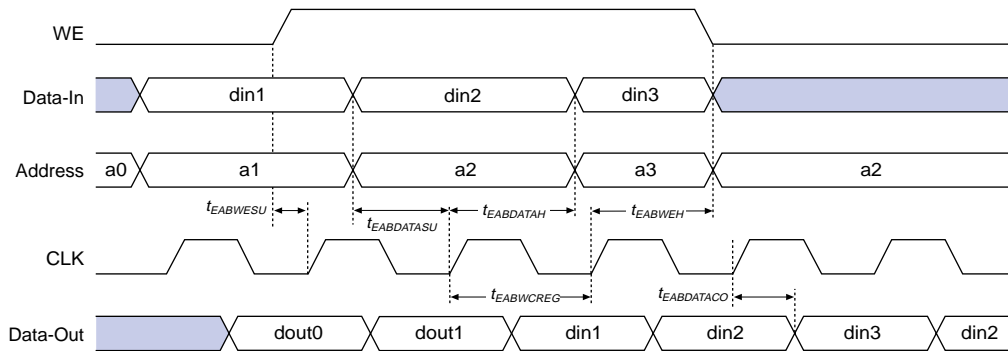 WE
Data-In din1 din2 din3
Address a0 a1 a2 a3 a2
tEABWESU tEABDATASU tEABDATAH tEABWEH
CLK
tEABWCREG tEABDATACO
Data-Out dout0 dout1 din1 din2 din3 din2